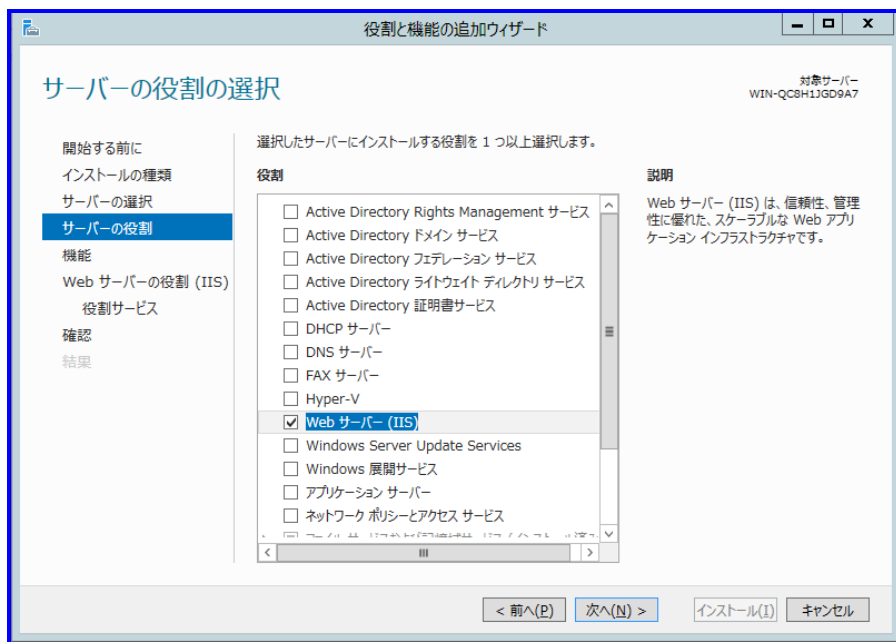 役割と機能の追加ウィザード
サーバーの役割の選択
対象サーバー
WIN-QC8H1JGD9A7
開始する前に
インストールの種類
サーバーの選択
サーバーの役割
機能
Web サーバーの役割 (IIS)
役割サービス
確認
結果
選択したサーバーにインストールする役割を 1 つ以上選択します。
役割
Active Directory Rights Management サービス
Active Directory ドメイン サービス
Active Directory フェデレーション サービス
Active Directory ライトウェイト ディレクトリ サービス
Active Directory 証明書サービス
DHCP サーバー
DNS サーバー
FAX サーバー
Hyper-V
Web サーバー (IIS)
Windows Server Update Services
Windows 展開サービス
アプリケーション サーバー
ネットワーク ポリシーとアクセス サービス
説明
Web サーバー (IIS) は、信頼性、管理
性に優れた、スケーラブルな Web アプリ
ケーション インフラストラクチャです。
< 前へ(P)
次へ(N) >
インストール(I)
キャンセル